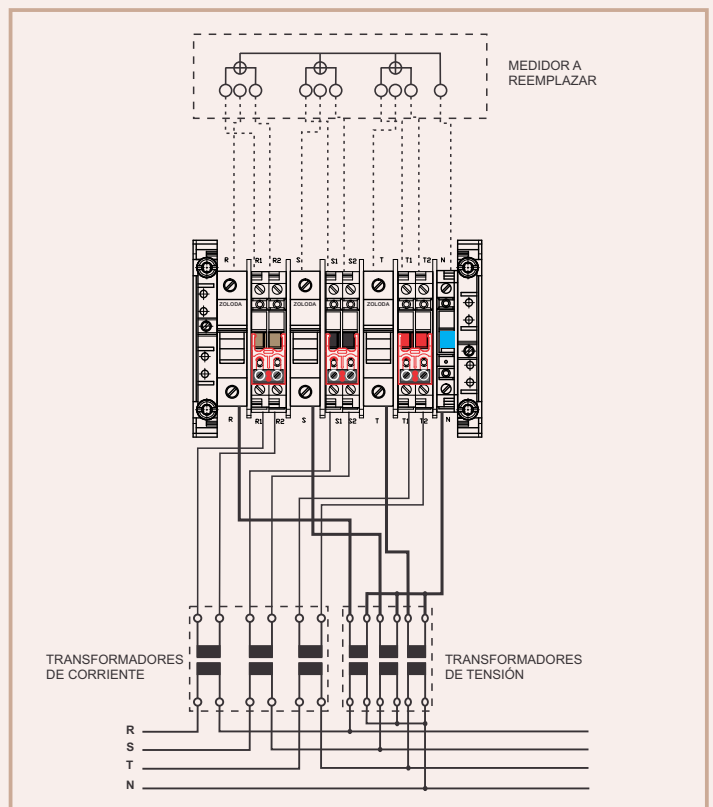 MEDIDOR A
REEMPLAZAR
R R1 R2 S S1 S2 T T1 T2 N
ZOLODA ZOLODA ZOLODA
R R1 R2 S S1 S2 T T1 T2 N
TRANSFORMADORES
DE CORRIENTE
TRANSFORMADORES
DE TENSIÓN
R
S
T
N